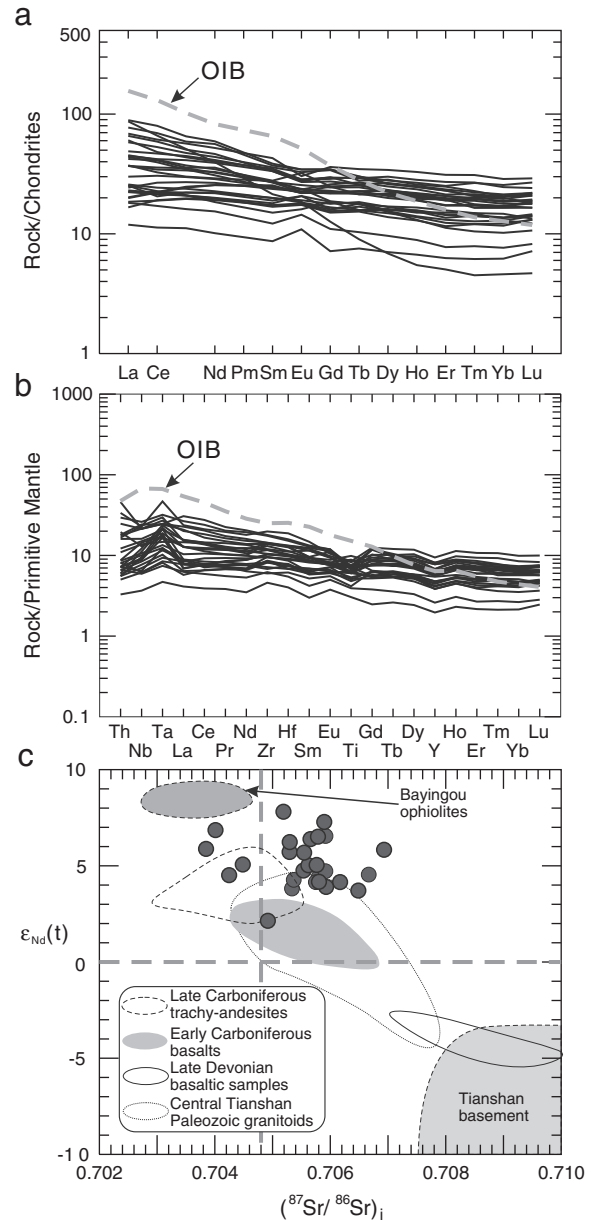 a
500
100
10
1
Rock/Chondrites
OIB
La Ce Nd Pm Sm Eu Gd Tb Dy Ho Er Tm Yb Lu
b
1000
100
10
1
0.1
Rock/Primitive Mantle
OIB
Th Ta Ce Nd Hf Eu Gd Dy Ho Tm Lu
Nb La Pr Zr Sm Ti Tb Y Er Yb
c
10
5
0
-5
-10
εNd(t)
Bayingou
ophiolites
Late Carboniferous
trachy-andesites
Early Carboniferous
basalts
Late Devonian
basaltic samples
Central Tianshan
Paleozoic granitoids
Tianshan
basement
0.702 0.704 0.706 0.708 0.710
(87Sr/ 86Sr)i